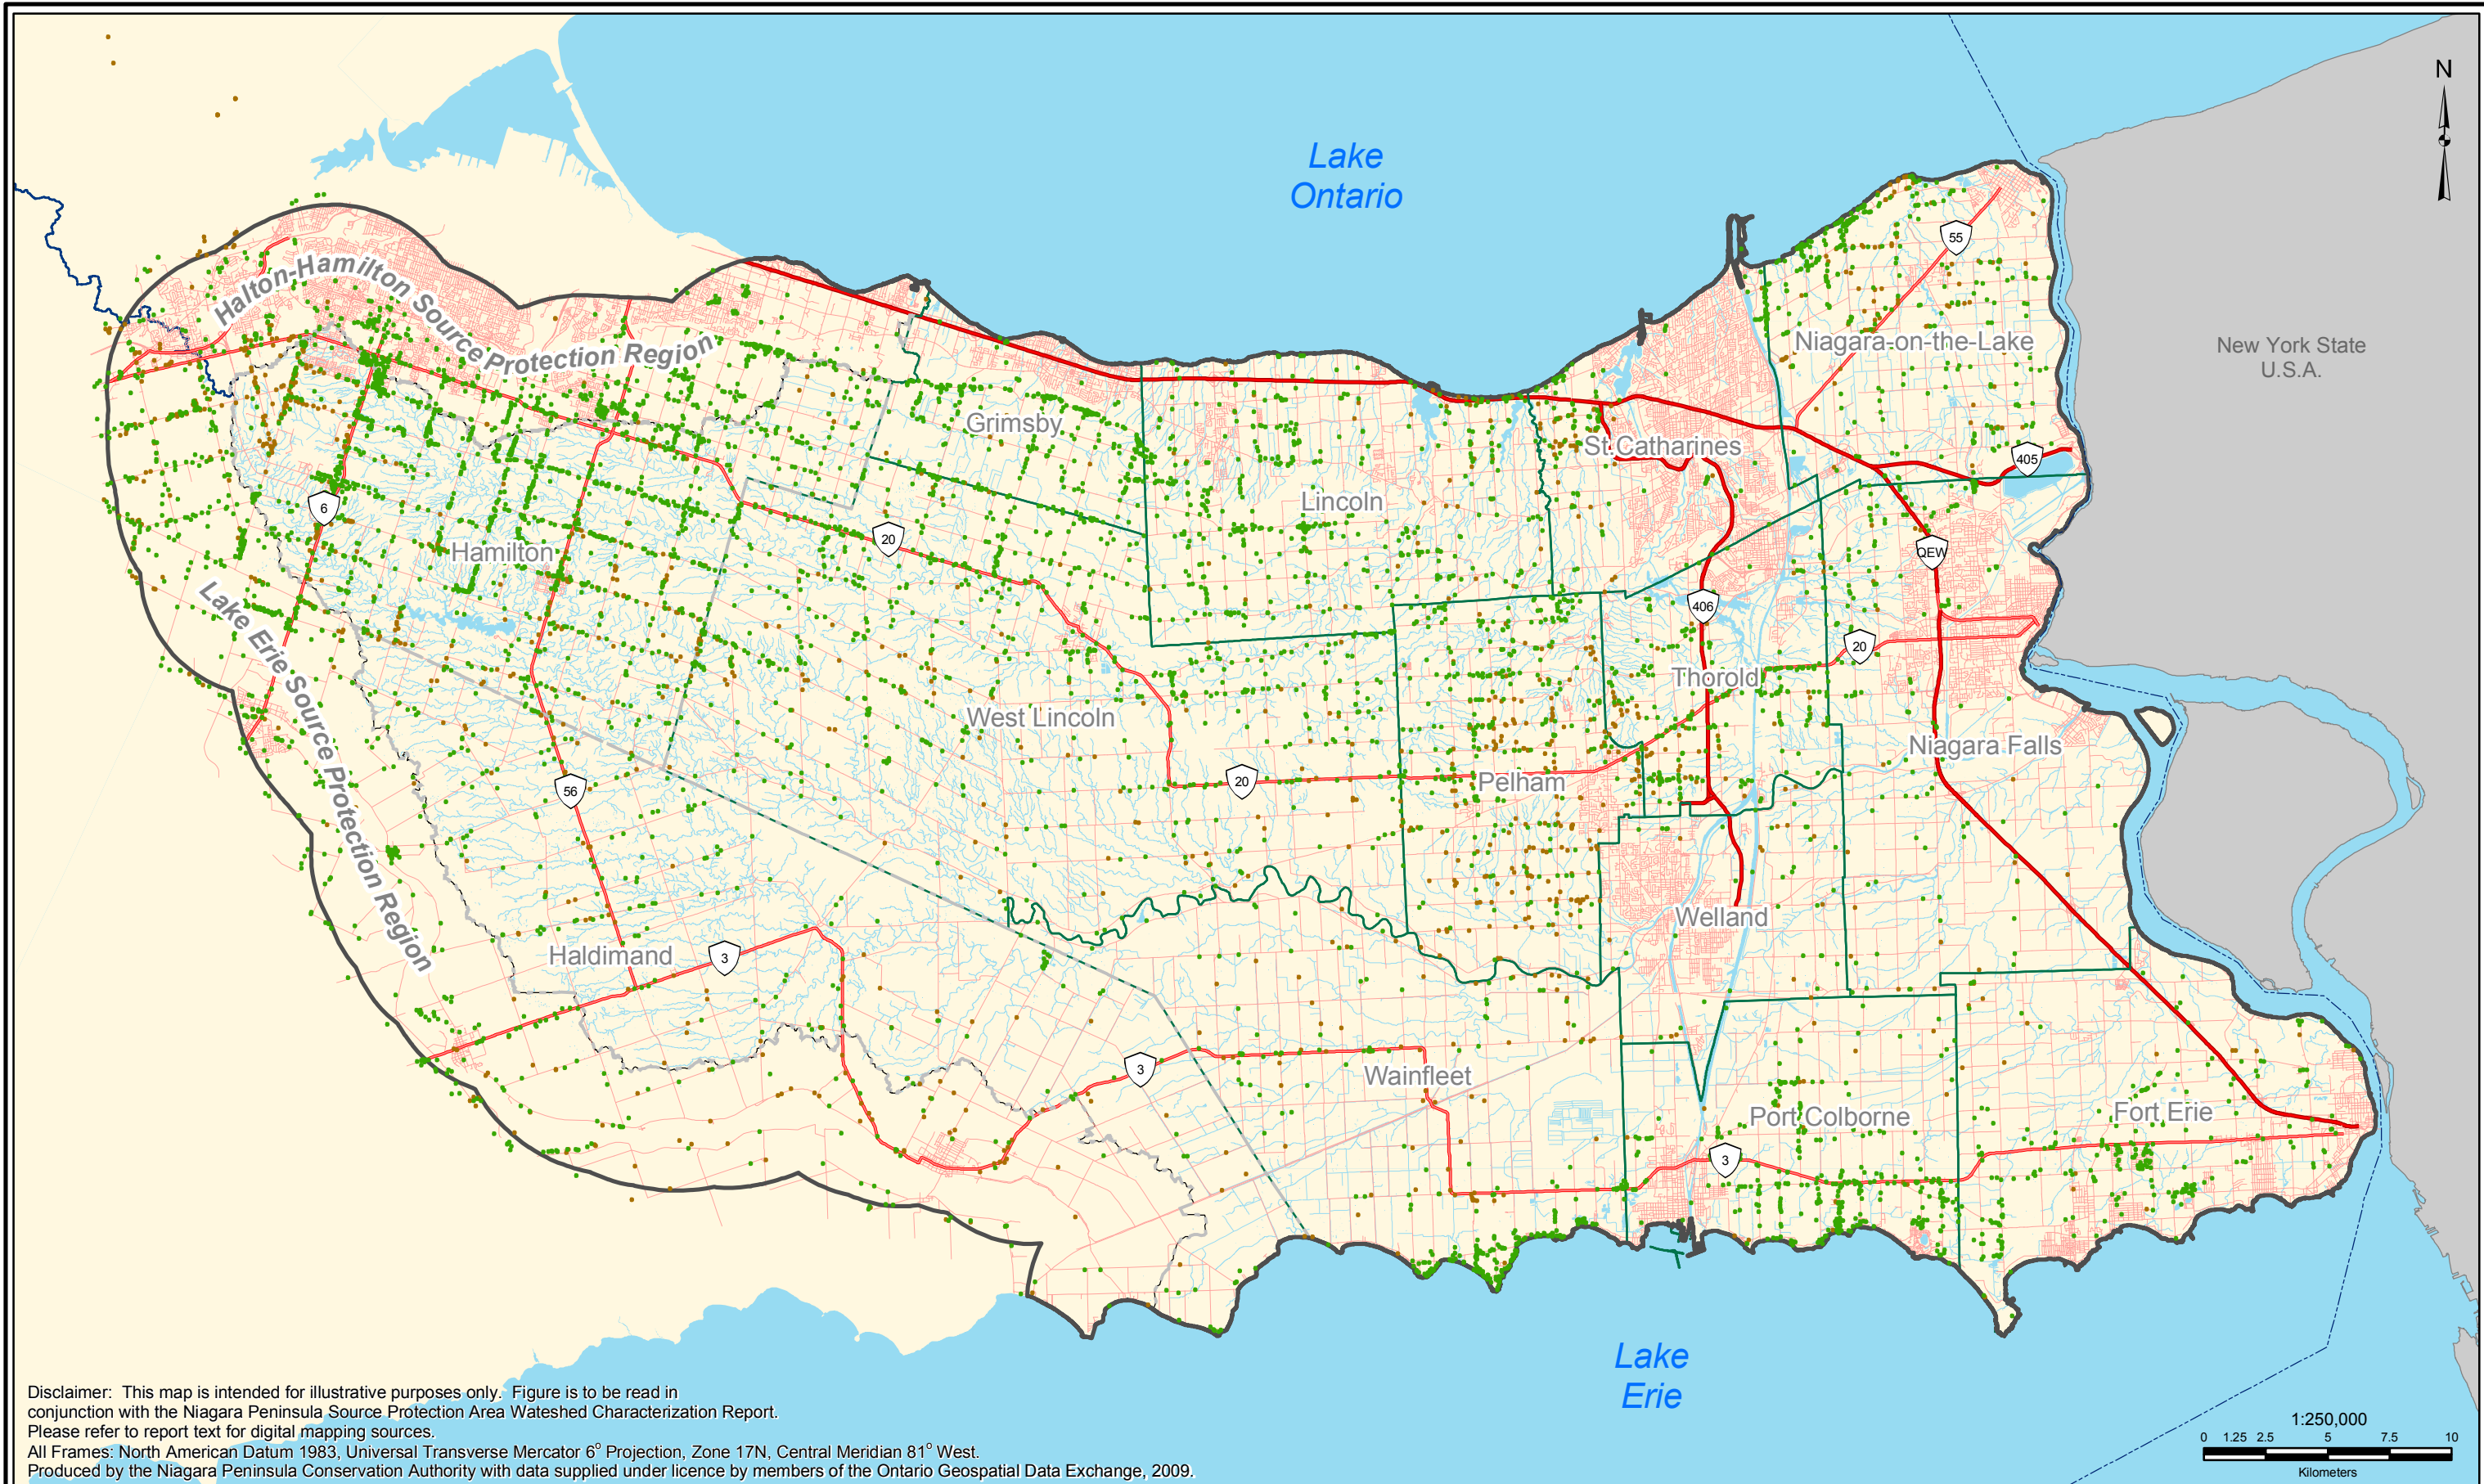 Lake
Ontario
N
55
Halton-Hamilton Source Protection Region
Niagara-on-the-Lake
New York State
U.S.A.
Grimsby
St.Catharines
405
Lincoln
6
20
Hamilton
QEW
406
20
Lake Erie Source Protection Region
Thorold
West Lincoln
Niagara Falls
20
Pelham
56
Welland
Haldimand
3
3
Wainfleet
Port Colborne
Fort Erie
3
Lake
Erie
Disclaimer: This map is intended for illustrative purposes only. Figure is to be read in
conjunction with the Niagara Peninsula Source Protection Area Wateshed Characterization Report.
Please refer to report text for digital mapping sources.
All Frames: North American Datum 1983, Universal Transverse Mercator 6° Projection, Zone 17N, Central Meridian 81° West.
Produced by the Niagara Peninsula Conservation Authority with data supplied under licence by members of the Ontario Geospatial Data Exchange, 2009.
1:250,000
0 1.25 2.5 5 7.5 10
Kilometers